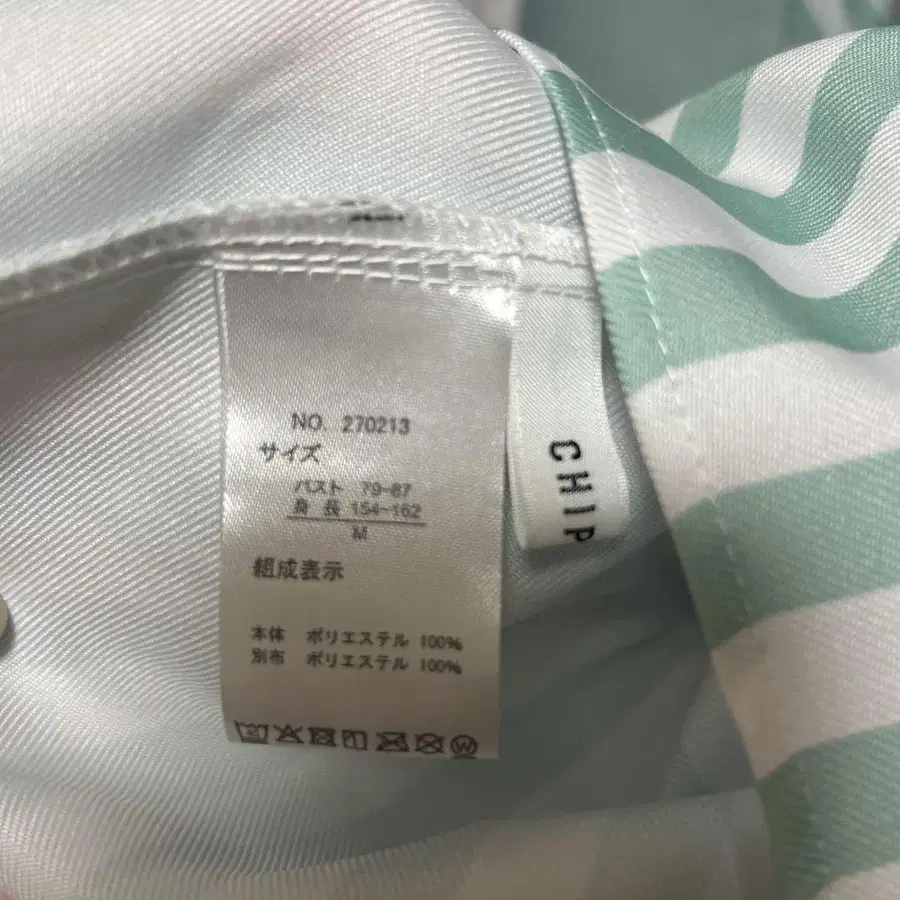 NO. 270213
サイズ
バスト 79-87
身長 154-162
M
組成表示
本体 ポリエステル 100%
別布 ポリエステル 100%
CHIP